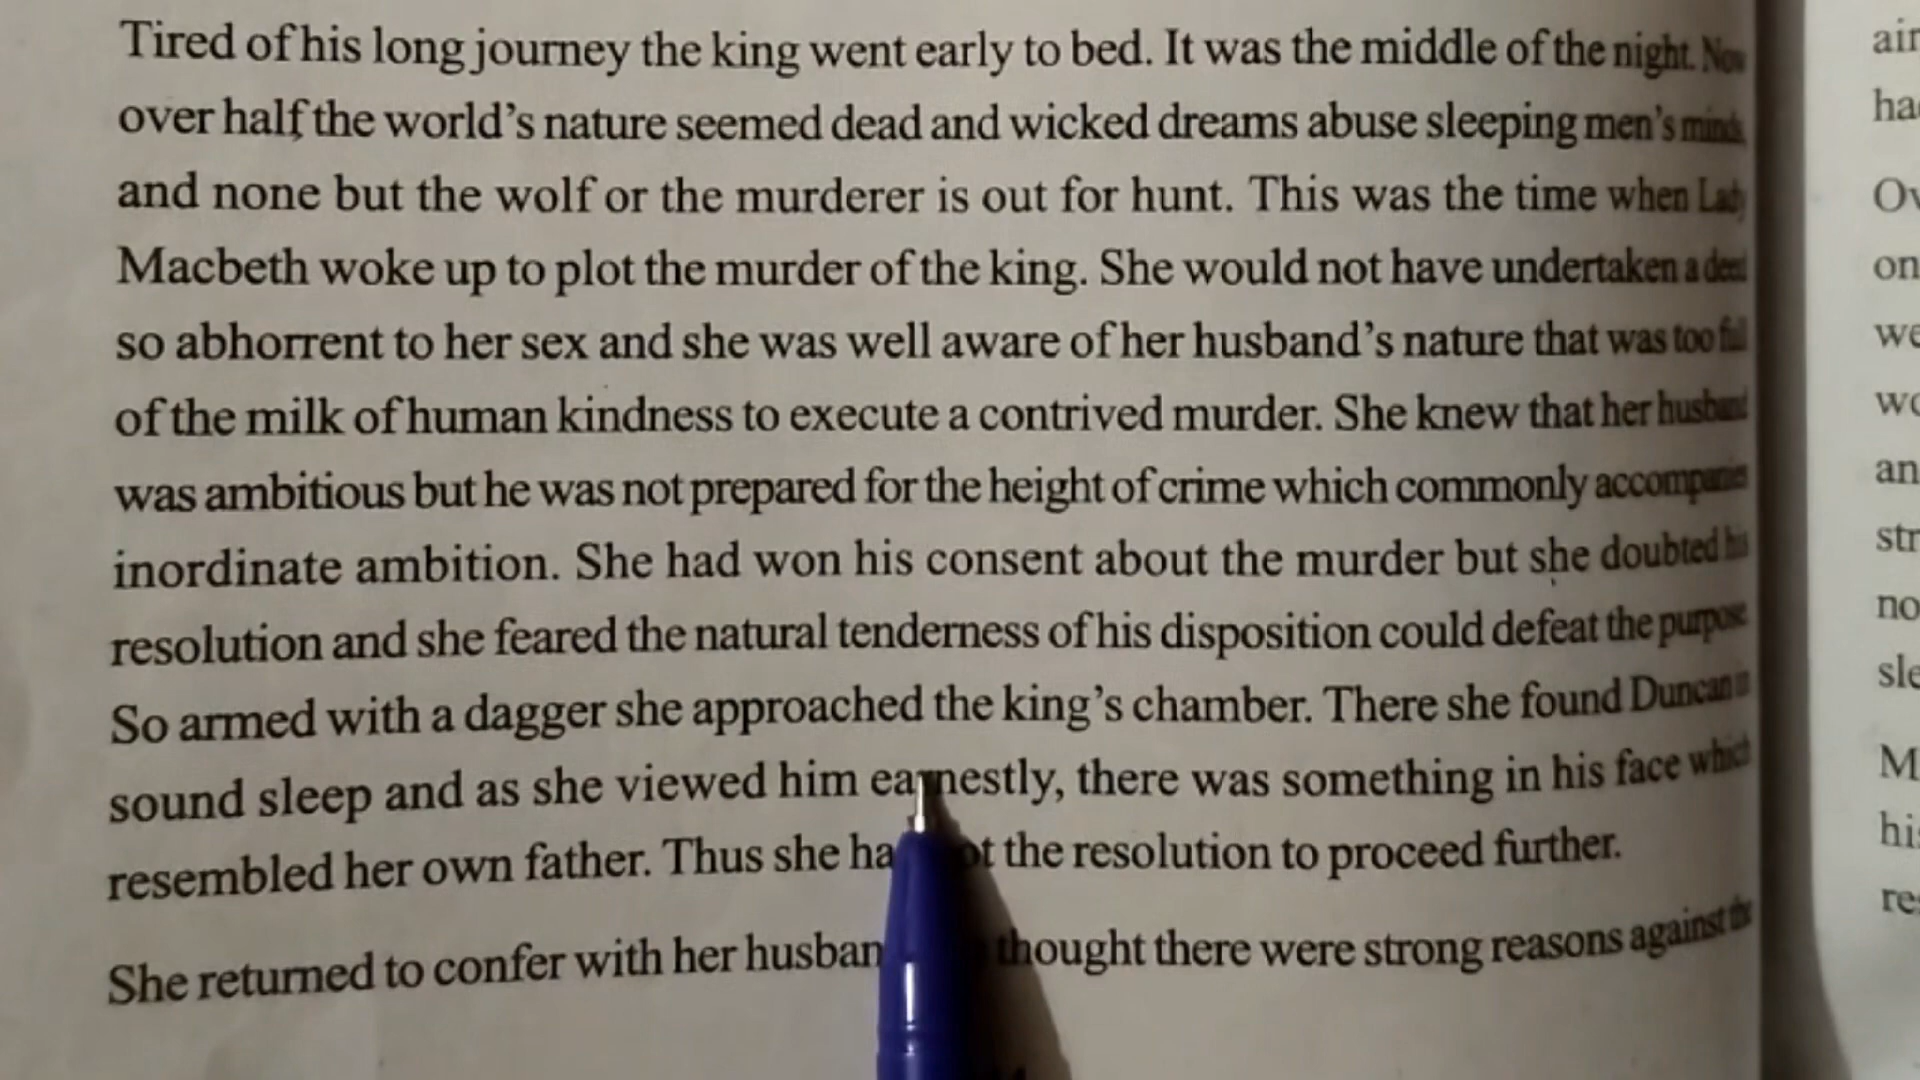 Tired of his long journey the king went early to bed. It was the middle of the night. Now
over half the world's nature seemed dead and wicked dreams abuse sleeping men's minds
and none but the wolf or the murderer is out for hunt. This was the time when Lady
Macbeth woke up to plot the murder of the king. She would not have undertaken a deed
so abhorrent to her sex and she was well aware of her husband's nature that was too full
of the milk of human kindness to execute a contrived murder. She knew that her husband
was ambitious but he was not prepared for the height of crime which commonly accompanies
inordinate ambition. She had won his consent about the murder but she doubted his
resolution and she feared the natural tenderness of his disposition could defeat the purpose
So armed with a dagger she approached the king's chamber. There she found Duncan in
sound sleep and as she viewed him earnestly, there was something in his face which
resembled her own father. Thus she the resolution to proceed further.
She returned to confer with her thought there were strong reasons against the
air
on
an
no